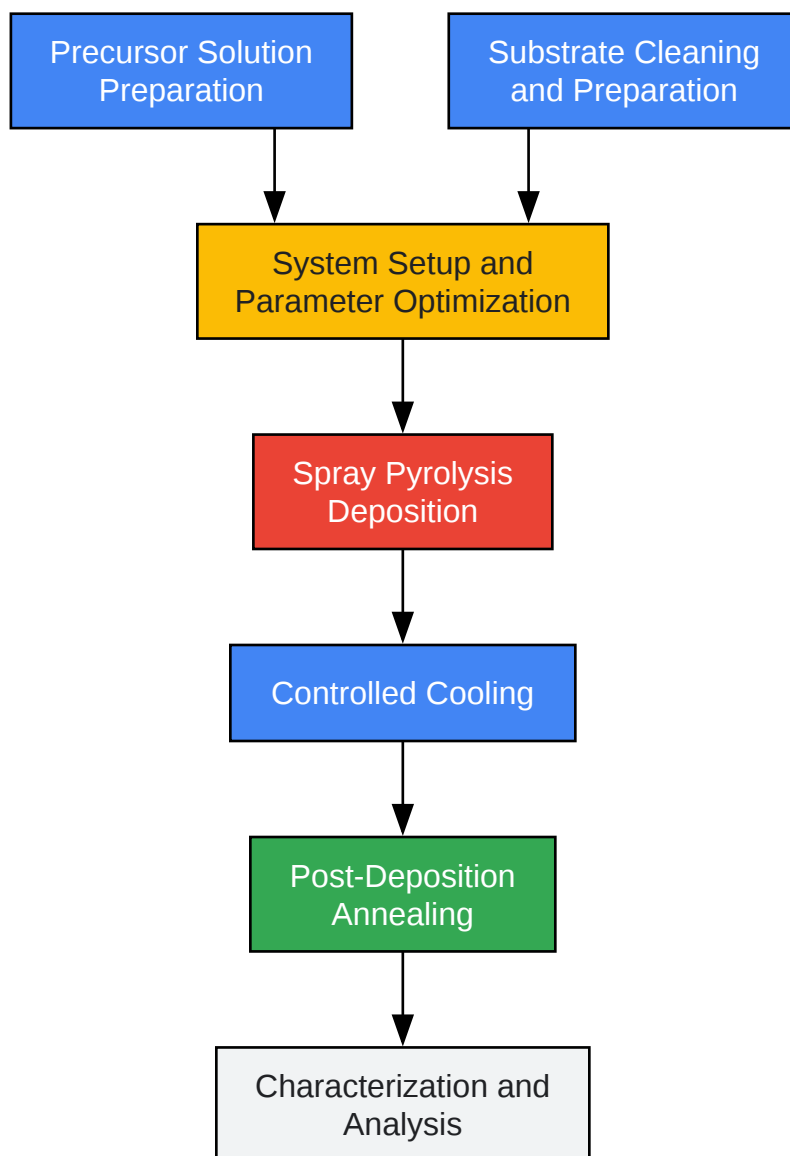 Precursor Solution
Preparation
Substrate Cleaning
and Preparation
System Setup and
Parameter Optimization
Spray Pyrolysis
Deposition
Controlled Cooling
Post-Deposition
Annealing
Characterization and
Analysis